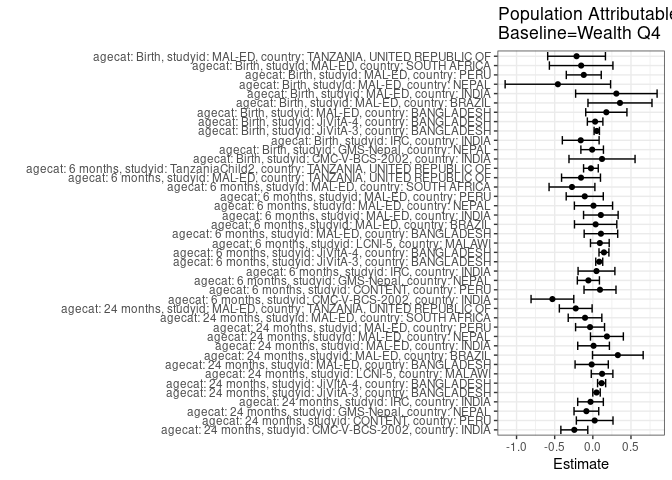 Population Attributable
Baseline=Wealth Q4
agecat: Birth, studyid: MAL-ED, country: TANZANIA, UNITED REPUBLIC OF
agecat: Birth, studyid: MAL-ED, country: SOUTH AFRICA
agecat: Birth, studyid: MAL-ED, country: PERU
agecat: Birth, studyid: MAL-ED, country: NEPAL
agecat: Birth, studyid: MAL-ED, country: INDIA
agecat: Birth, studyid: MAL-ED, country: BRAZIL
agecat: Birth, studyid: MAL-ED, country: BANGLADESH
agecat: Birth, studyid: JiVitA-4, country: BANGLADESH
agecat: Birth, studyid: JiVitA-3, country: BANGLADESH
agecat: Birth, studyid: IRC, country: INDIA
agecat: Birth, studyid: GMS-Nepal, country: NEPAL
agecat: Birth, studyid: CMC-V-BCS-2002, country: INDIA
agecat: 6 months, studyid: TanzaniaChild2, country: TANZANIA, UNITED REPUBLIC OF
agecat: 6 months, studyid: MAL-ED, country: TANZANIA, UNITED REPUBLIC OF
agecat: 6 months, studyid: MAL-ED, country: SOUTH AFRICA
agecat: 6 months, studyid: MAL-ED, country: PERU
agecat: 6 months, studyid: MAL-ED, country: NEPAL
agecat: 6 months, studyid: MAL-ED, country: INDIA
agecat: 6 months, studyid: MAL-ED, country: BRAZIL
agecat: 6 months, studyid: MAL-ED, country: BANGLADESH
agecat: 6 months, studyid: LCNI-5, country: MALAWI
agecat: 6 months, studyid: JiVitA-4, country: BANGLADESH
agecat: 6 months, studyid: JiVitA-3, country: BANGLADESH
agecat: 6 months, studyid: IRC, country: INDIA
agecat: 6 months, studyid: GMS-Nepal, country: NEPAL
agecat: 6 months, studyid: CONTENT, country: PERU
agecat: 6 months, studyid: CMC-V-BCS-2002, country: INDIA
agecat: 24 months, studyid: MAL-ED, country: TANZANIA, UNITED REPUBLIC OF
agecat: 24 months, studyid: MAL-ED, country: SOUTH AFRICA
agecat: 24 months, studyid: MAL-ED, country: PERU
agecat: 24 months, studyid: MAL-ED, country: NEPAL
agecat: 24 months, studyid: MAL-ED, country: INDIA
agecat: 24 months, studyid: MAL-ED, country: BRAZIL
agecat: 24 months, studyid: MAL-ED, country: BANGLADESH
agecat: 24 months, studyid: LCNI-5, country: MALAWI
agecat: 24 months, studyid: JiVitA-4, country: BANGLADESH
agecat: 24 months, studyid: JiVitA-3, country: BANGLADESH
agecat: 24 months, studyid: IRC, country: INDIA
agecat: 24 months, studyid: GMS-Nepal, country: NEPAL
agecat: 24 months, studyid: CONTENT, country: PERU
agecat: 24 months, studyid: CMC-V-BCS-2002, country: INDIA
-1.0 -0.5 0.0 0.5
Estimate